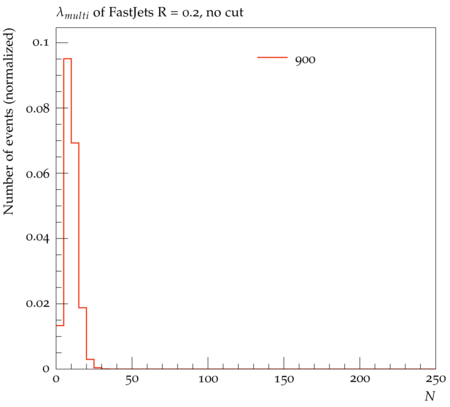 λmulti of FastJets R = 0.2, no cut
Number of events (normalized)
0.1
0.08
0.06
0.04
0.02
0
900
0 50 100 150 200 250
N